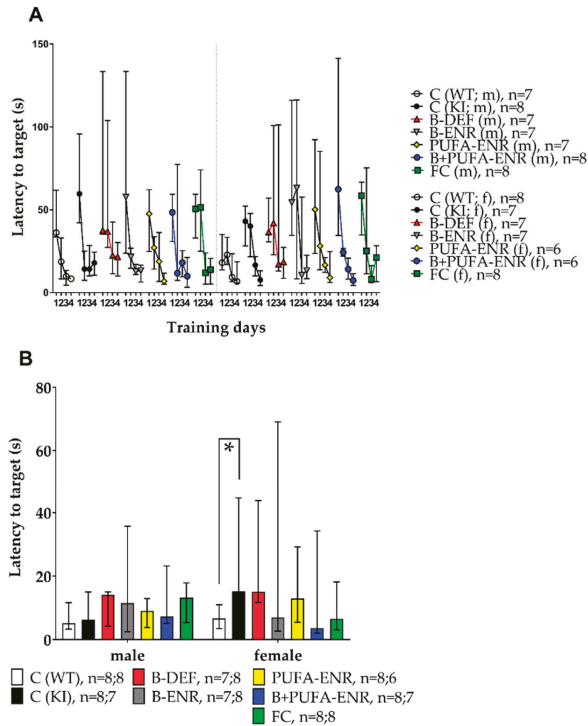 A
Latency to target (s)
150
100
50
0
1234 1234 1234 1234 1234 1234 1234 1234 1234 1234 1234 1234 1234 1234
Training days
C (WT; m), n=7
C (KI; m), n=8
B-DEF (m), n=7
B-ENR (m), n=7
PUFA-ENR (m), n=7
B+PUFA-ENR (m), n=8
FC (m), n=8
C (WT; f), n=8
C (KI; f), n=7
B-DEF (f), n=7
B-ENR (f), n=7
PUFA-ENR (f), n=6
B+PUFA-ENR (f), n=6
FC (f), n=8
B
Latency to target (s)
80
60
40
20
0
*
male female
C (WT), n=8;8 B-DEF, n=7;8 PUFA-ENR, n=8;6
C (KI), n=8;7 B-ENR, n=7;8 B+PUFA-ENR, n=8;7
FC, n=8;8